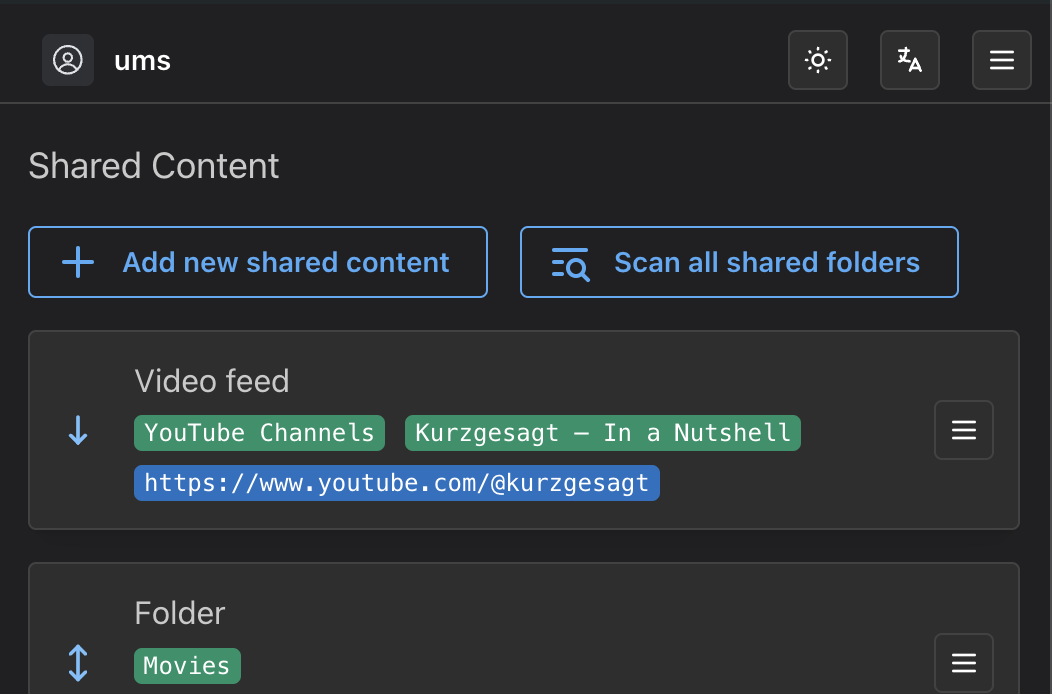 ums
Shared Content
Add new shared content
Scan all shared folders
Video feed
YouTube Channels
Kurzgesagt – In a Nutshell
https://www.youtube.com/@kurzgesagt
Folder
Movies